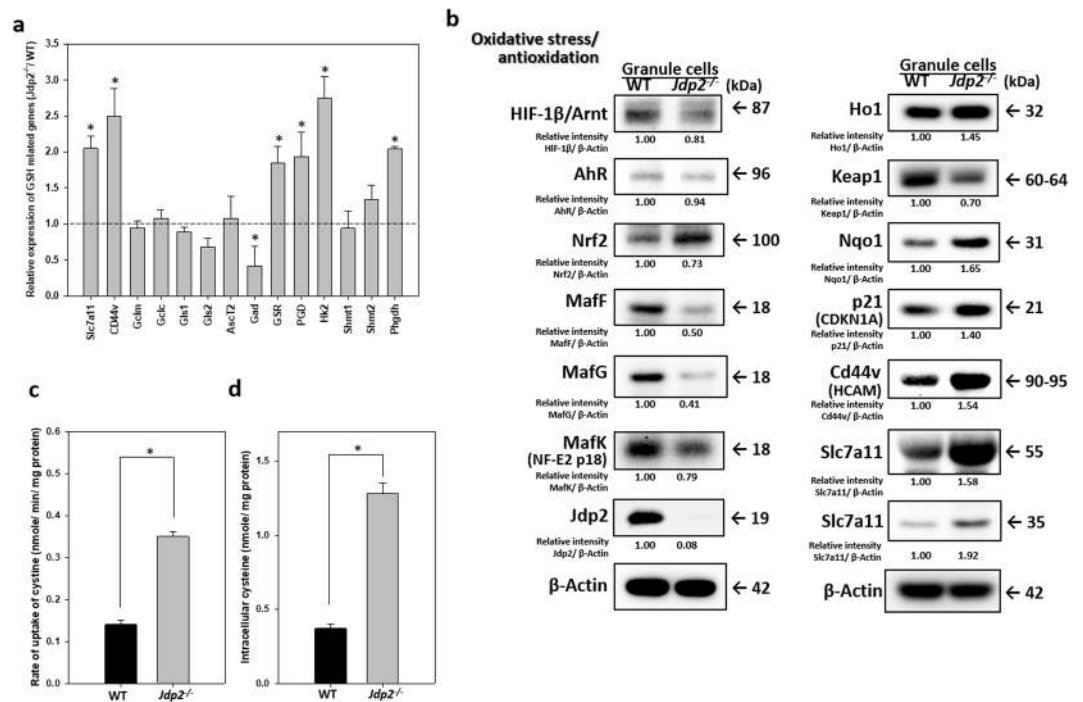 a
Relative expression of GSH related genes (Jdp2-/-/ WT)
3.5
3.0
2.5
2.0
1.5
1.0
0.5
0.0
* * * * * * *
Slc7a11 CD44v Gclm Gclc Gls1 Gls2 AscT2 Gad GSR PGD Hk2 Shmt1 Shmt2 Phgdh
b
Oxidative stress/
antioxidation
Granule cells
WT Jdp2-/- (kDa)
HIF-1β/Arnt ← 87
Relative intensity 1.00 0.81
HIF-1β/ β-Actin
AhR ← 96
Relative intensity 1.00 0.94
AhR/ β-Actin
Nrf2 ← 100
Relative intensity 1.00 0.73
Nrf2/ β-Actin
MafF ← 18
Relative intensity 1.00 0.50
MafF/ β-Actin
MafG ← 18
Relative intensity 1.00 0.41
MafG/ β-Actin
MafK
(NF-E2 p18) ← 18
Relative intensity 1.00 0.79
MafK/ β-Actin
Jdp2 ← 19
Relative intensity 1.00 0.08
Jdp2/ β-Actin
β-Actin ← 42
Granule cells
WT Jdp2-/- (kDa)
Ho1 ← 32
Relative intensity 1.00 1.45
Ho1/ β-Actin
Keap1 ← 60-64
Relative intensity 1.00 0.70
Keap1/ β-Actin
Nqo1 ← 31
Relative intensity 1.00 1.65
Nqo1/ β-Actin
p21
(CDKN1A) ← 21
Relative intensity 1.00 1.40
p21/ β-Actin
Cd44v
(HCAM) ← 90-95
Relative intensity 1.00 1.54
Cd44v/ β-Actin
Slc7a11 ← 55
Relative intensity 1.00 1.58
Slc7a11/ β-Actin
Slc7a11 ← 35
Relative intensity 1.00 1.92
Slc7a11/ β-Actin
β-Actin ← 42
c
Rate of uptake of cystine (nmole/ min/ mg protein)
0.6
0.5
0.4
0.3
0.2
0.1
0.0
*
WT Jdp2-/-
d
Intracellular cysteine (nmole/ mg protein)
1.5
1.0
0.5
0.0
*
WT Jdp2-/-